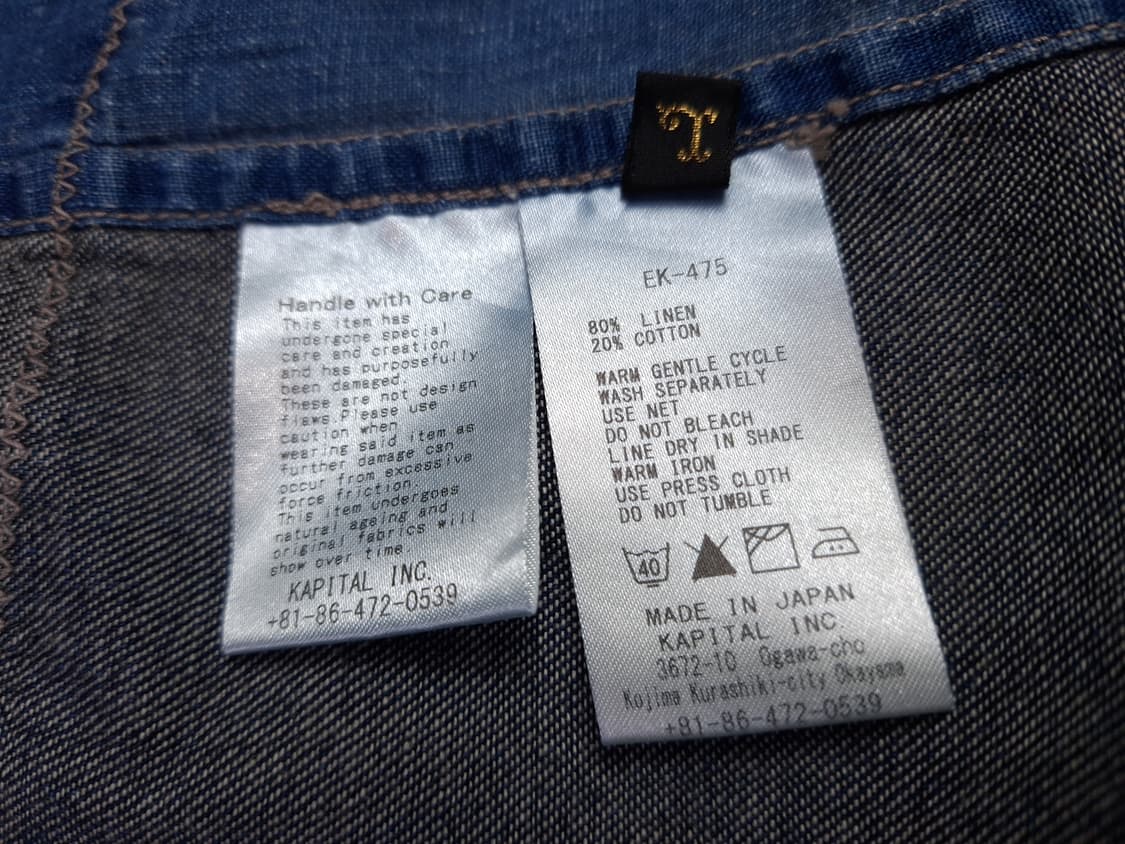 Handle with Care
This item has
undergone special
care and creation
and has purposefully
been damaged.
These are not design
flaws.Please use
caution when
wearing said item as
further damage can
occur from excessive
force friction.
This item undergoes
natural ageing and
original fabrics will
show over time.
KAPITAL INC.
+81-86-472-0539
EK-475
80% LINEN
20% COTTON
WARM GENTLE CYCLE
WASH SEPARATELY
USE NET
DO NOT BLEACH
LINE DRY IN SHADE
WARM IRON
USE PRESS CLOTH
DO NOT TUMBLE
40
MADE IN JAPAN
KAPITAL INC.
3672-10 Ogawa-cho
Kojima Kurashiki-city Okayama
+81-86-472-0539